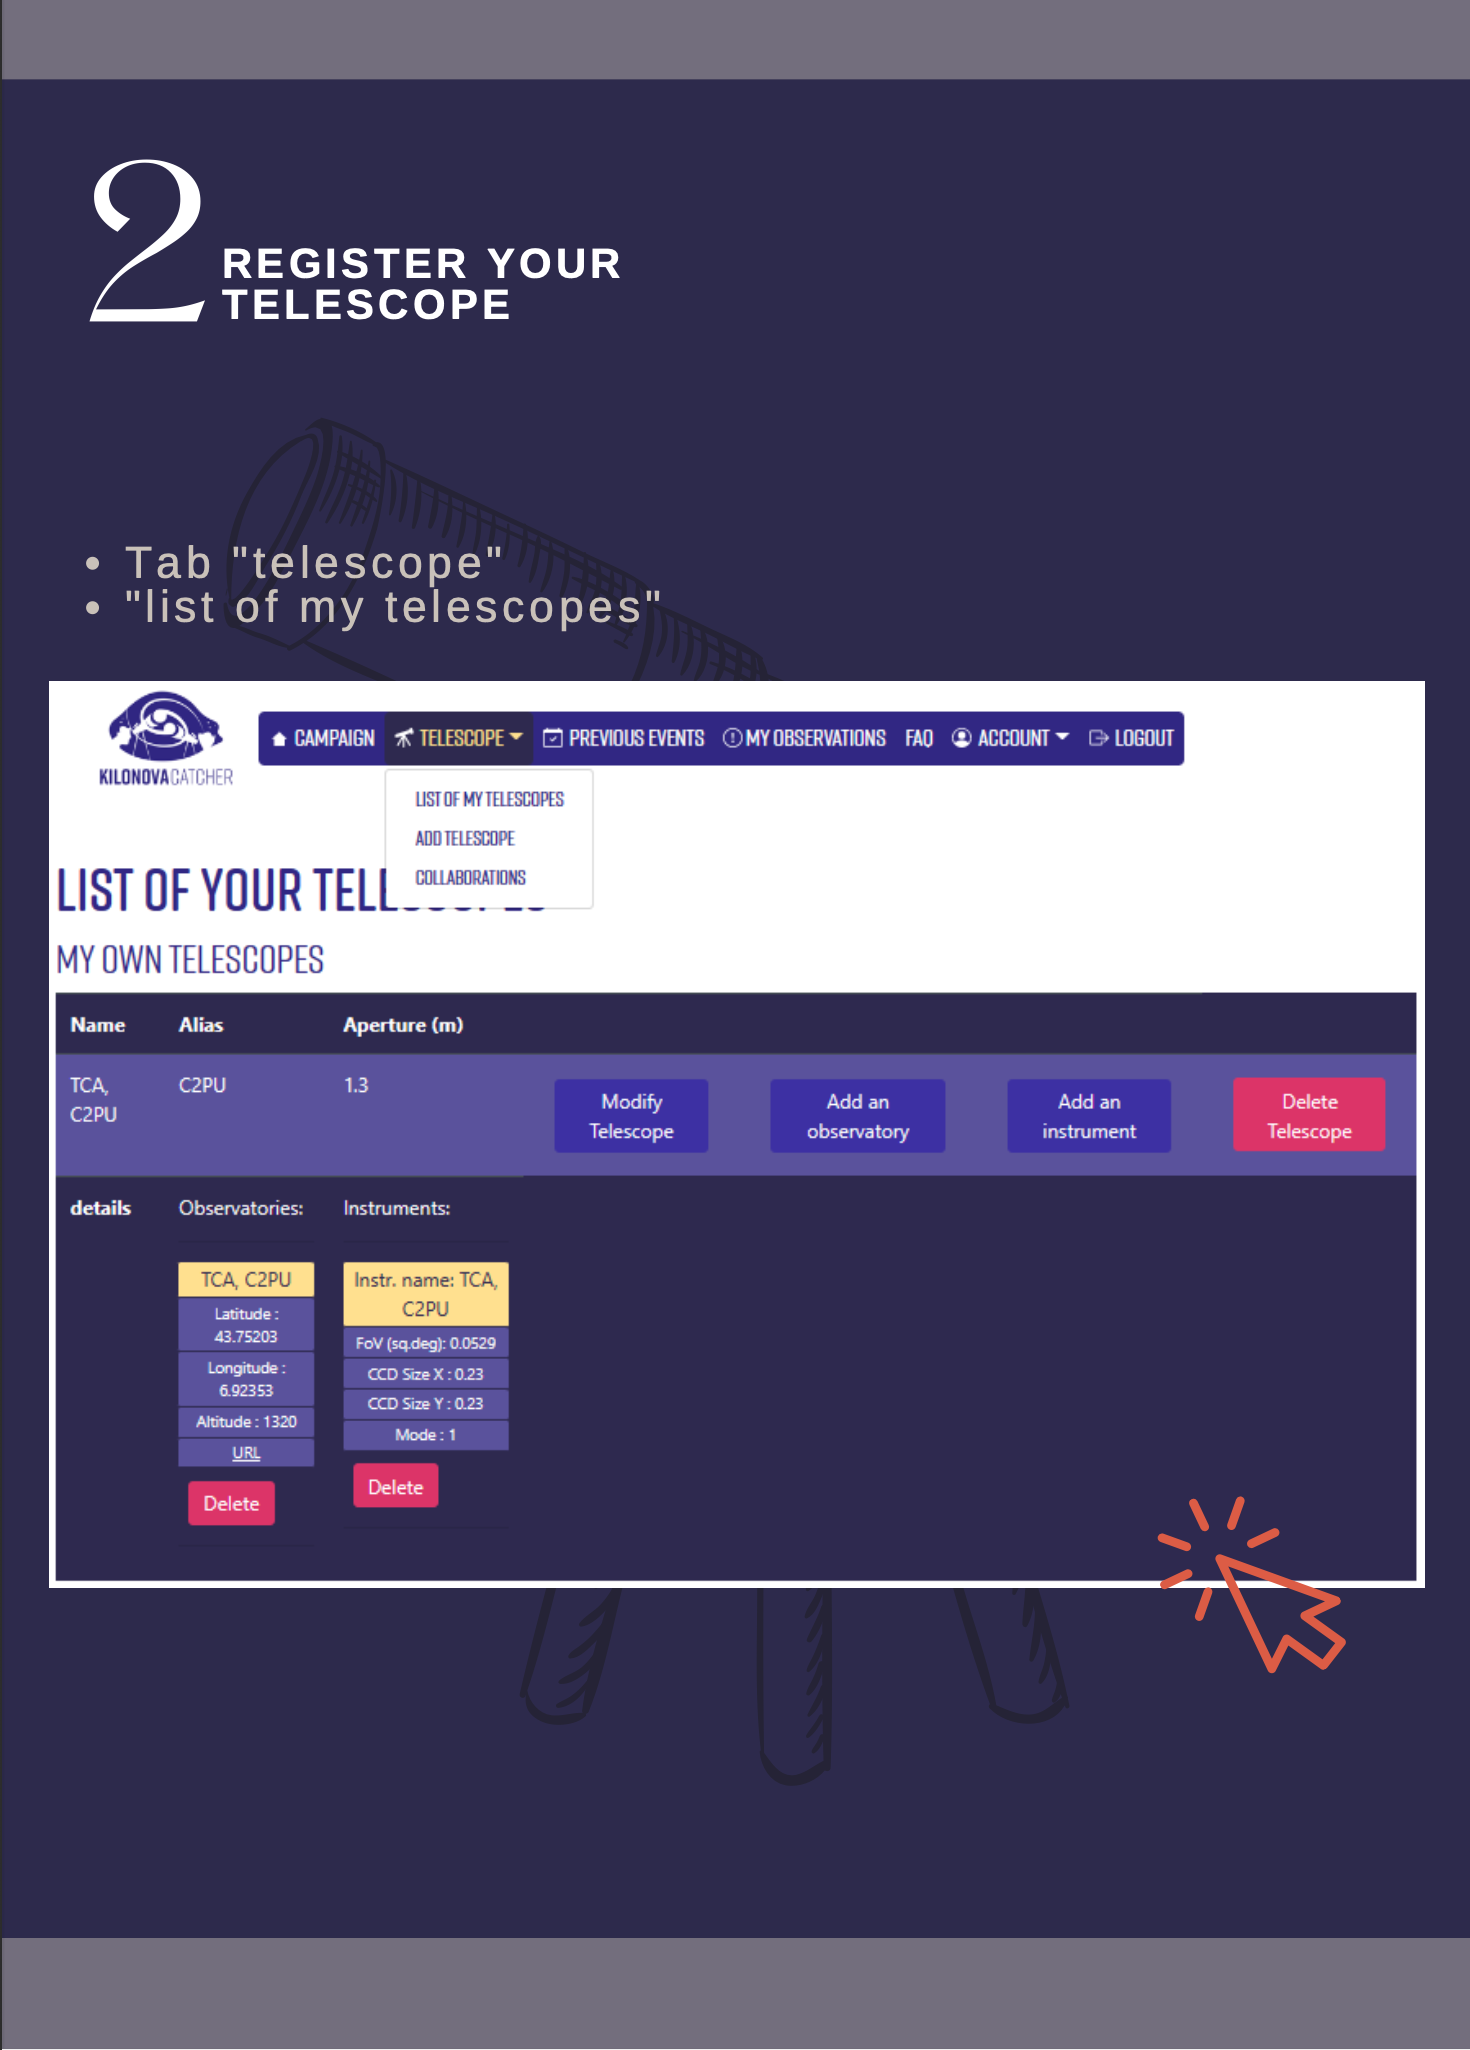 2
REGISTER YOUR
TELESCOPE
• Tab "telescope"
• "list of my telescopes"
KILONOVACATCHER
CAMPAIGN TELESCOPE PREVIOUS EVENTS MY OBSERVATIONS FAQ ACCOUNT LOGOUT
LIST OF MY TELESCOPES
ADD TELESCOPE
COLLABORATIONS
LIST OF YOUR TELESCOPES
MY OWN TELESCOPES
Name Alias Aperture (m)
TCA, C2PU 1.3
C2PU
Modify
Telescope
Add an
observatory
Add an
instrument
Delete
Telescope
details Observatories: Instruments:
TCA, C2PU
Latitude :
43.75203
Longitude :
6.92353
Altitude : 1320
URL
Delete
Instr. name: TCA,
C2PU
FoV (sq.deg): 0.0529
CCD Size X : 0.23
CCD Size Y : 0.23
Mode : 1
Delete